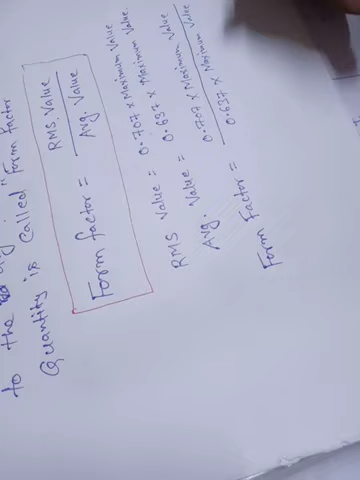 to the
Quantity is called "Form factor
Form factor = RMS Value / Avg. Value
RMS Value = 0.707 x Maximum Value
Avg. Value = 0.637 x Maximum Value
Form Factor = 0.707 x Maximum Value / 0.637 x Maximum Value